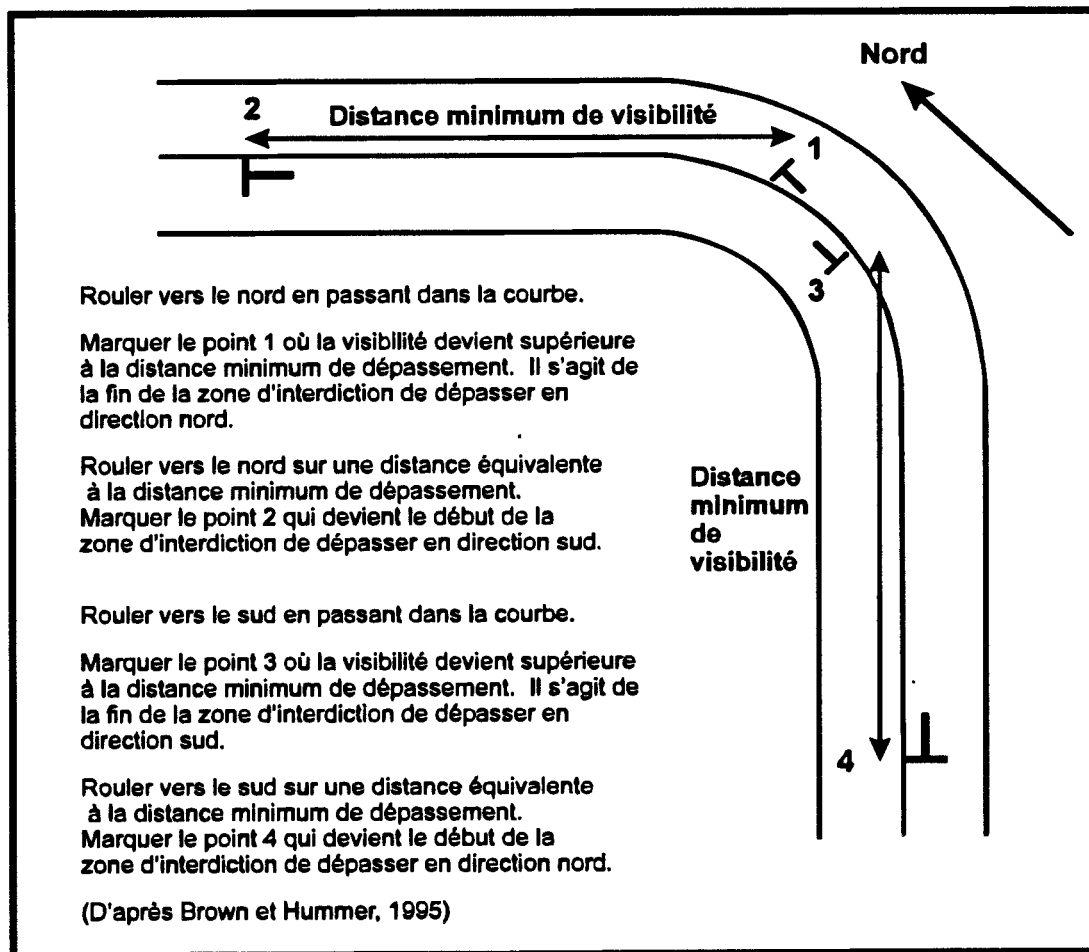 Nord
2
Distance minimum de visibilité
1
3
Rouler vers le nord en passant dans la courbe.
Marquer le point 1 où la visibilité devient supérieure
à la distance minimum de dépassement. Il s'agit de
la fin de la zone d'interdiction de dépasser en
direction nord.
Rouler vers le nord sur une distance équivalente
à la distance minimum de dépassement.
Marquer le point 2 qui devient le début de la
zone d'interdiction de dépasser en direction sud.
Distance
minimum
de
visibilité
Rouler vers le sud en passant dans la courbe.
Marquer le point 3 où la visibilité devient supérieure
à la distance minimum de dépassement. Il s'agit de
la fin de la zone d'interdiction de dépasser en
direction sud.
4
Rouler vers le sud sur une distance équivalente
à la distance minimum de dépassement.
Marquer le point 4 qui devient le début de la
zone d'interdiction de dépasser en direction nord.
(D'après Brown et Hummer, 1995)